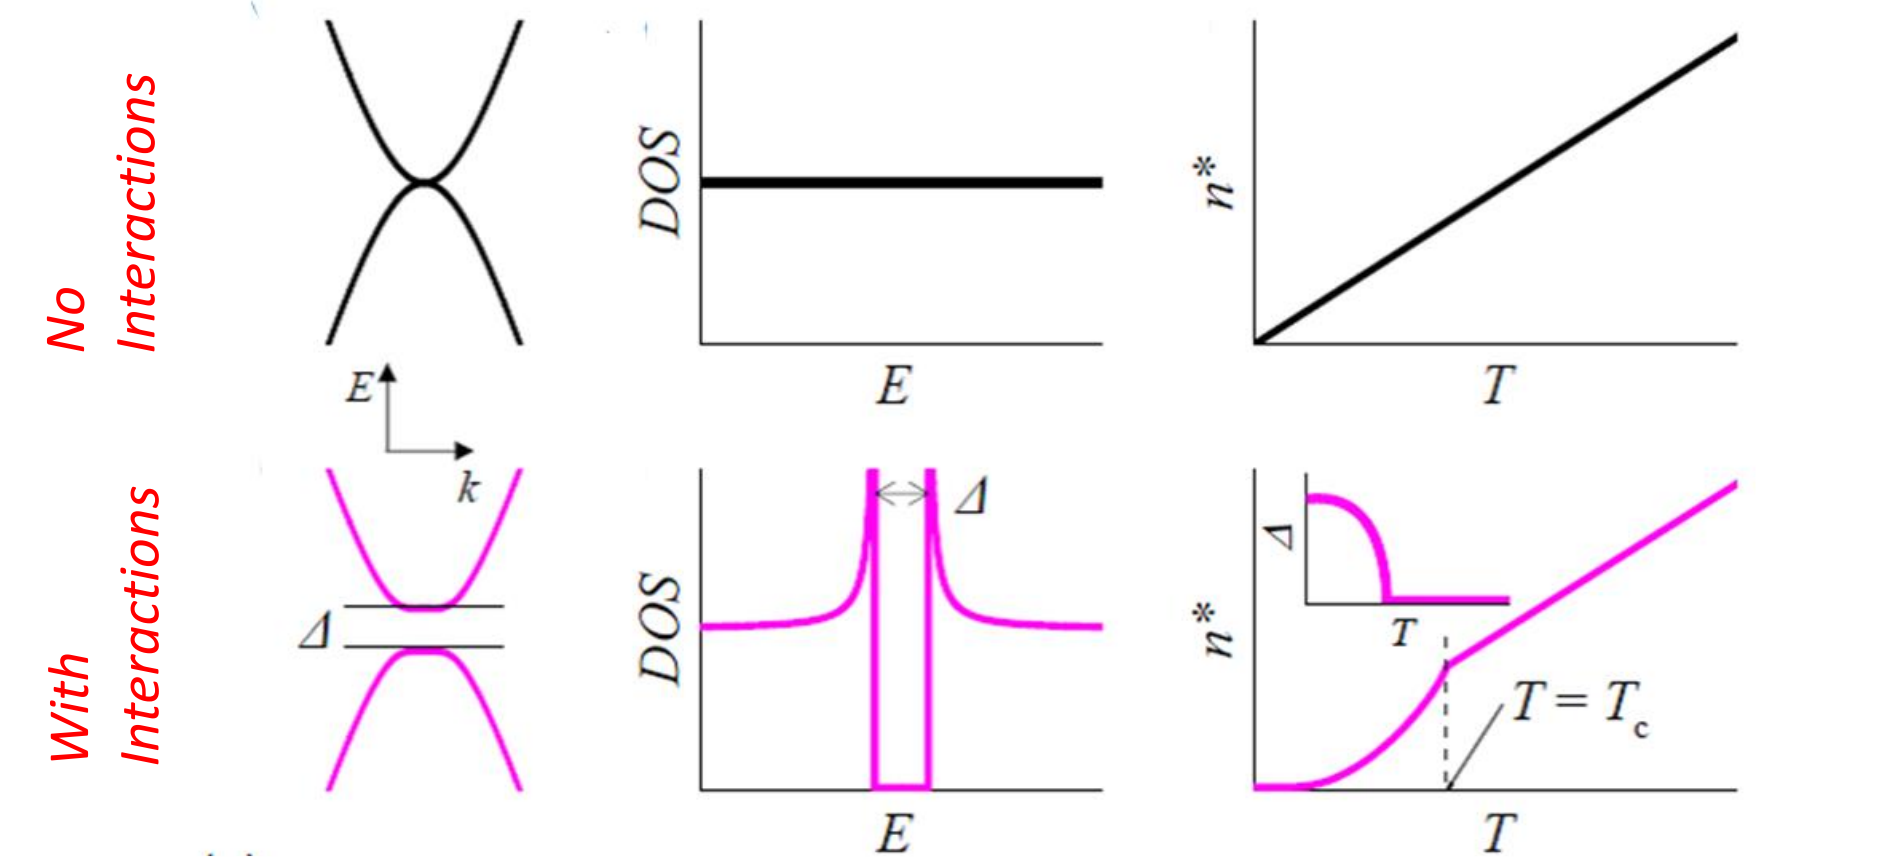 No
Interactions
DOS
E
n*
T
E
k
With
Interactions
Δ
DOS
Δ
E
n*
Δ
T
T = Tc
T